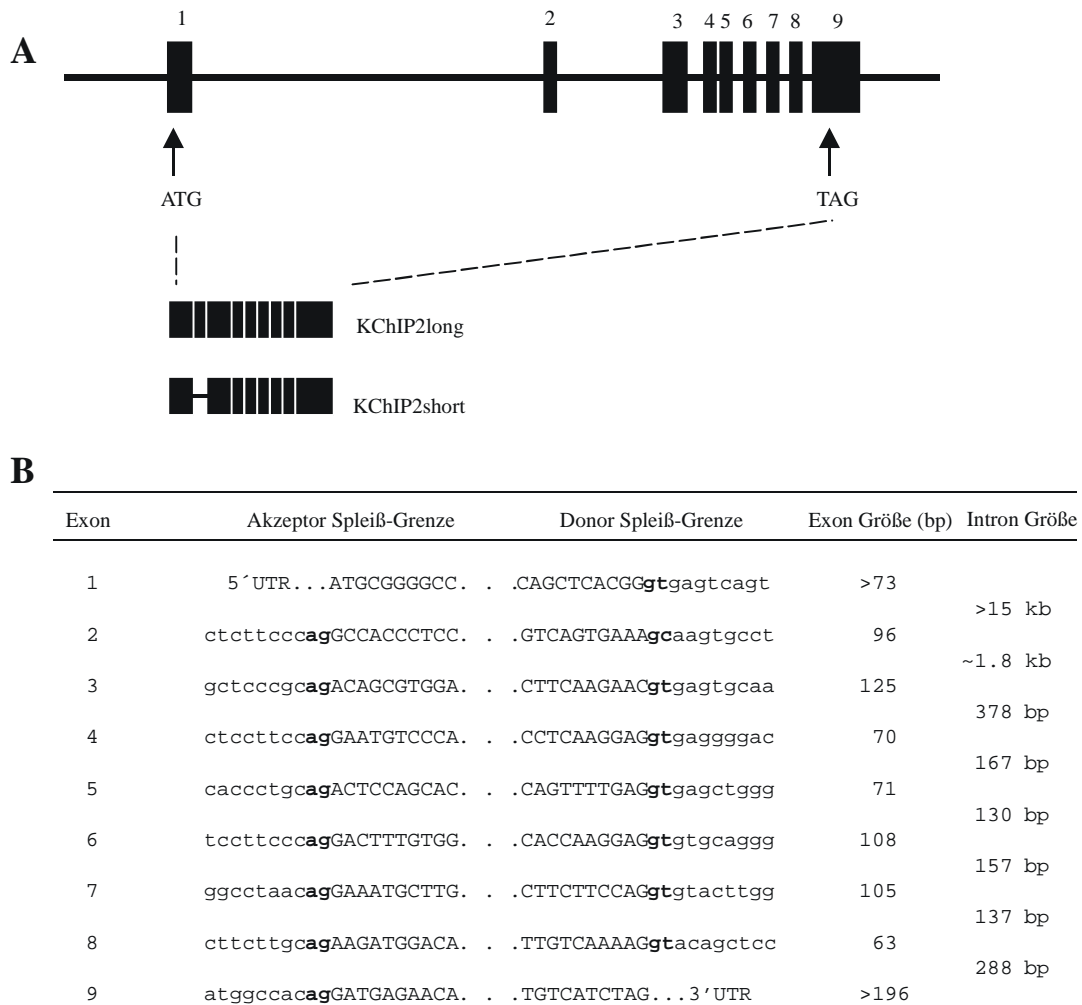 A
1 2 3 4 5 6 7 8 9
ATG TAG
KChIP2long
KChIP2short
B
Exon Akzeptor Spleiß-Grenze Donor Spleiß-Grenze Exon Größe (bp) Intron Größe
1 5´UTR...ATGCGGGGCC. . .CAGCTCACGGgtgagtcagt >73
>15 kb
2 ctcttcccagGCCACCCTCC. . .GTCAGTGAAAgcaagtgcct 96
~1.8 kb
3 gctcccgcagACAGCGTGGA. . .CTTCAAGAACgtgagtgcaa 125
378 bp
4 ctccttccagGAATGTCCCA. . .CCTCAAGGAGgtgaggggac 70
167 bp
5 caccctgcagACTCCAGCAC. . .CAGTTTTGAGgtgagctggg 71
130 bp
6 tccttcccagGACTTTGTGG. . .CACCAAGGAGgtgtgcaggg 108
157 bp
7 ggcctaacagGAAATGCTTG. . .CTTCTTCCAGgtgtacttgg 105
137 bp
8 cttcttgcagAAGATGGACA. . .TTGTCAAAAGgtacagctcc 63
288 bp
9 atggccacagGATGAGAACA. . .TGTCATCTAG...3’UTR >196